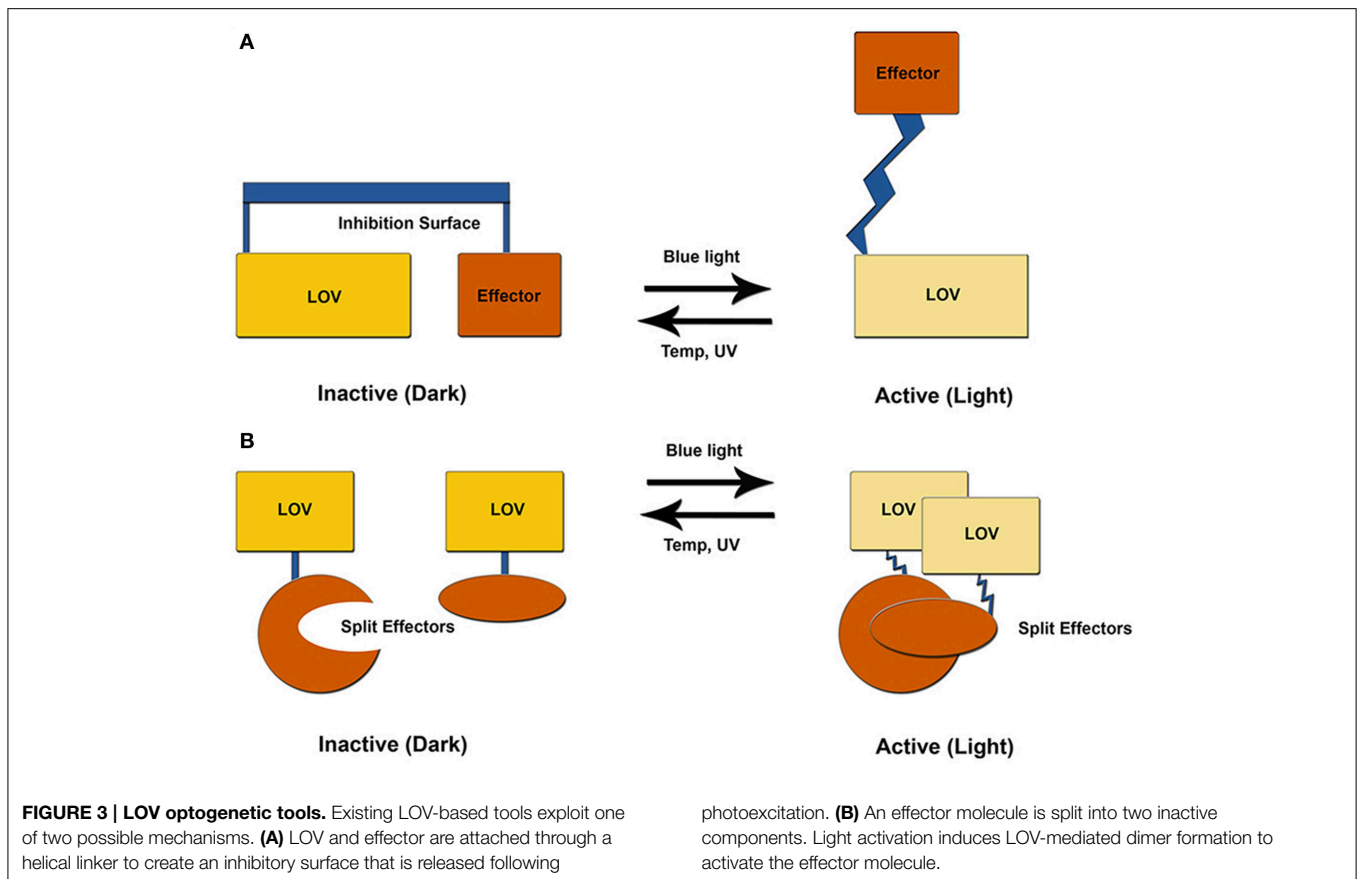 A
Effector
Inhibition Surface
LOV
Effector
Blue light
Temp, UV
LOV
Inactive (Dark)
Active (Light)
B
LOV
LOV
Split Effectors
Blue light
Temp, UV
LOV
LOV
Split Effectors
Inactive (Dark)
Active (Light)
FIGURE 3 | LOV optogenetic tools. Existing LOV-based tools exploit one
of two possible mechanisms. (A) LOV and effector are attached through a
helical linker to create an inhibitory surface that is released following
photoexcitation. (B) An effector molecule is split into two inactive
components. Light activation induces LOV-mediated dimer formation to
activate the effector molecule.